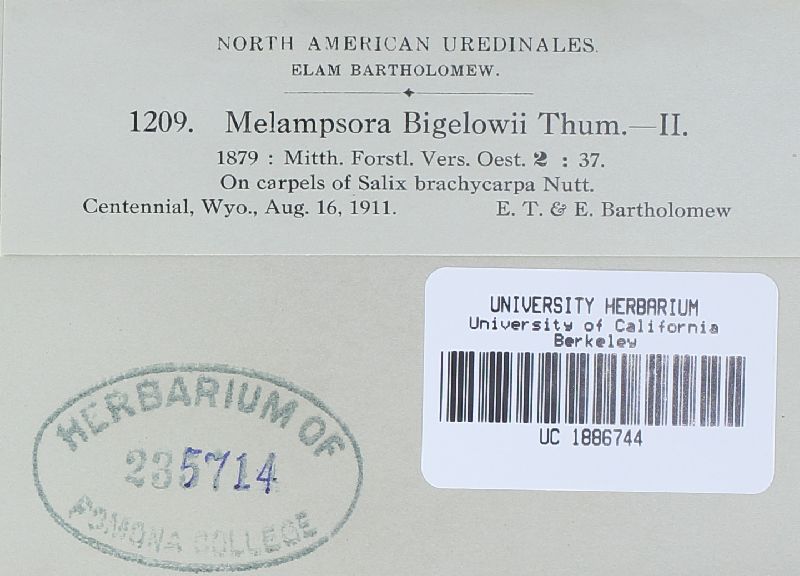 NORTH AMERICAN UREDINALES.
ELAM BARTHOLOMEW.
1209. Melampsora Bigelowii Thum.—II.
1879 : Mitth. Forstl. Vers. Oest. 2 : 37.
On carpels of Salix brachycarpa Nutt.
Centennial, Wyo., Aug. 16, 1911. E. T. & E. Bartholomew
UNIVERSITY HERBARIUM
University of California
Berkeley
UC 1886744
HERBARIUM OF
235714
POMONA COLLEGE